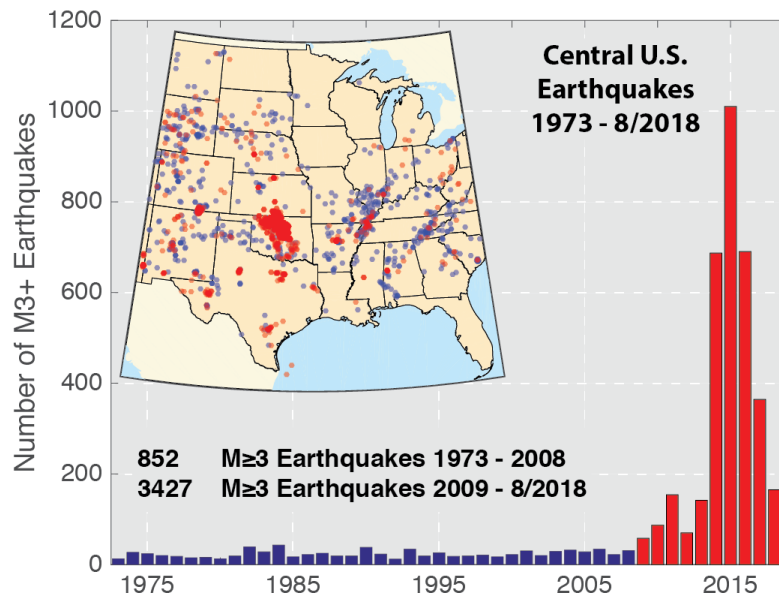 1200
1000
800
600
400
200
0
Number of M3+ Earthquakes
Central U.S.
Earthquakes
1973 - 8/2018
852 M≥3 Earthquakes 1973 - 2008
3427 M≥3 Earthquakes 2009 - 8/2018
1975 1985 1995 2005 2015